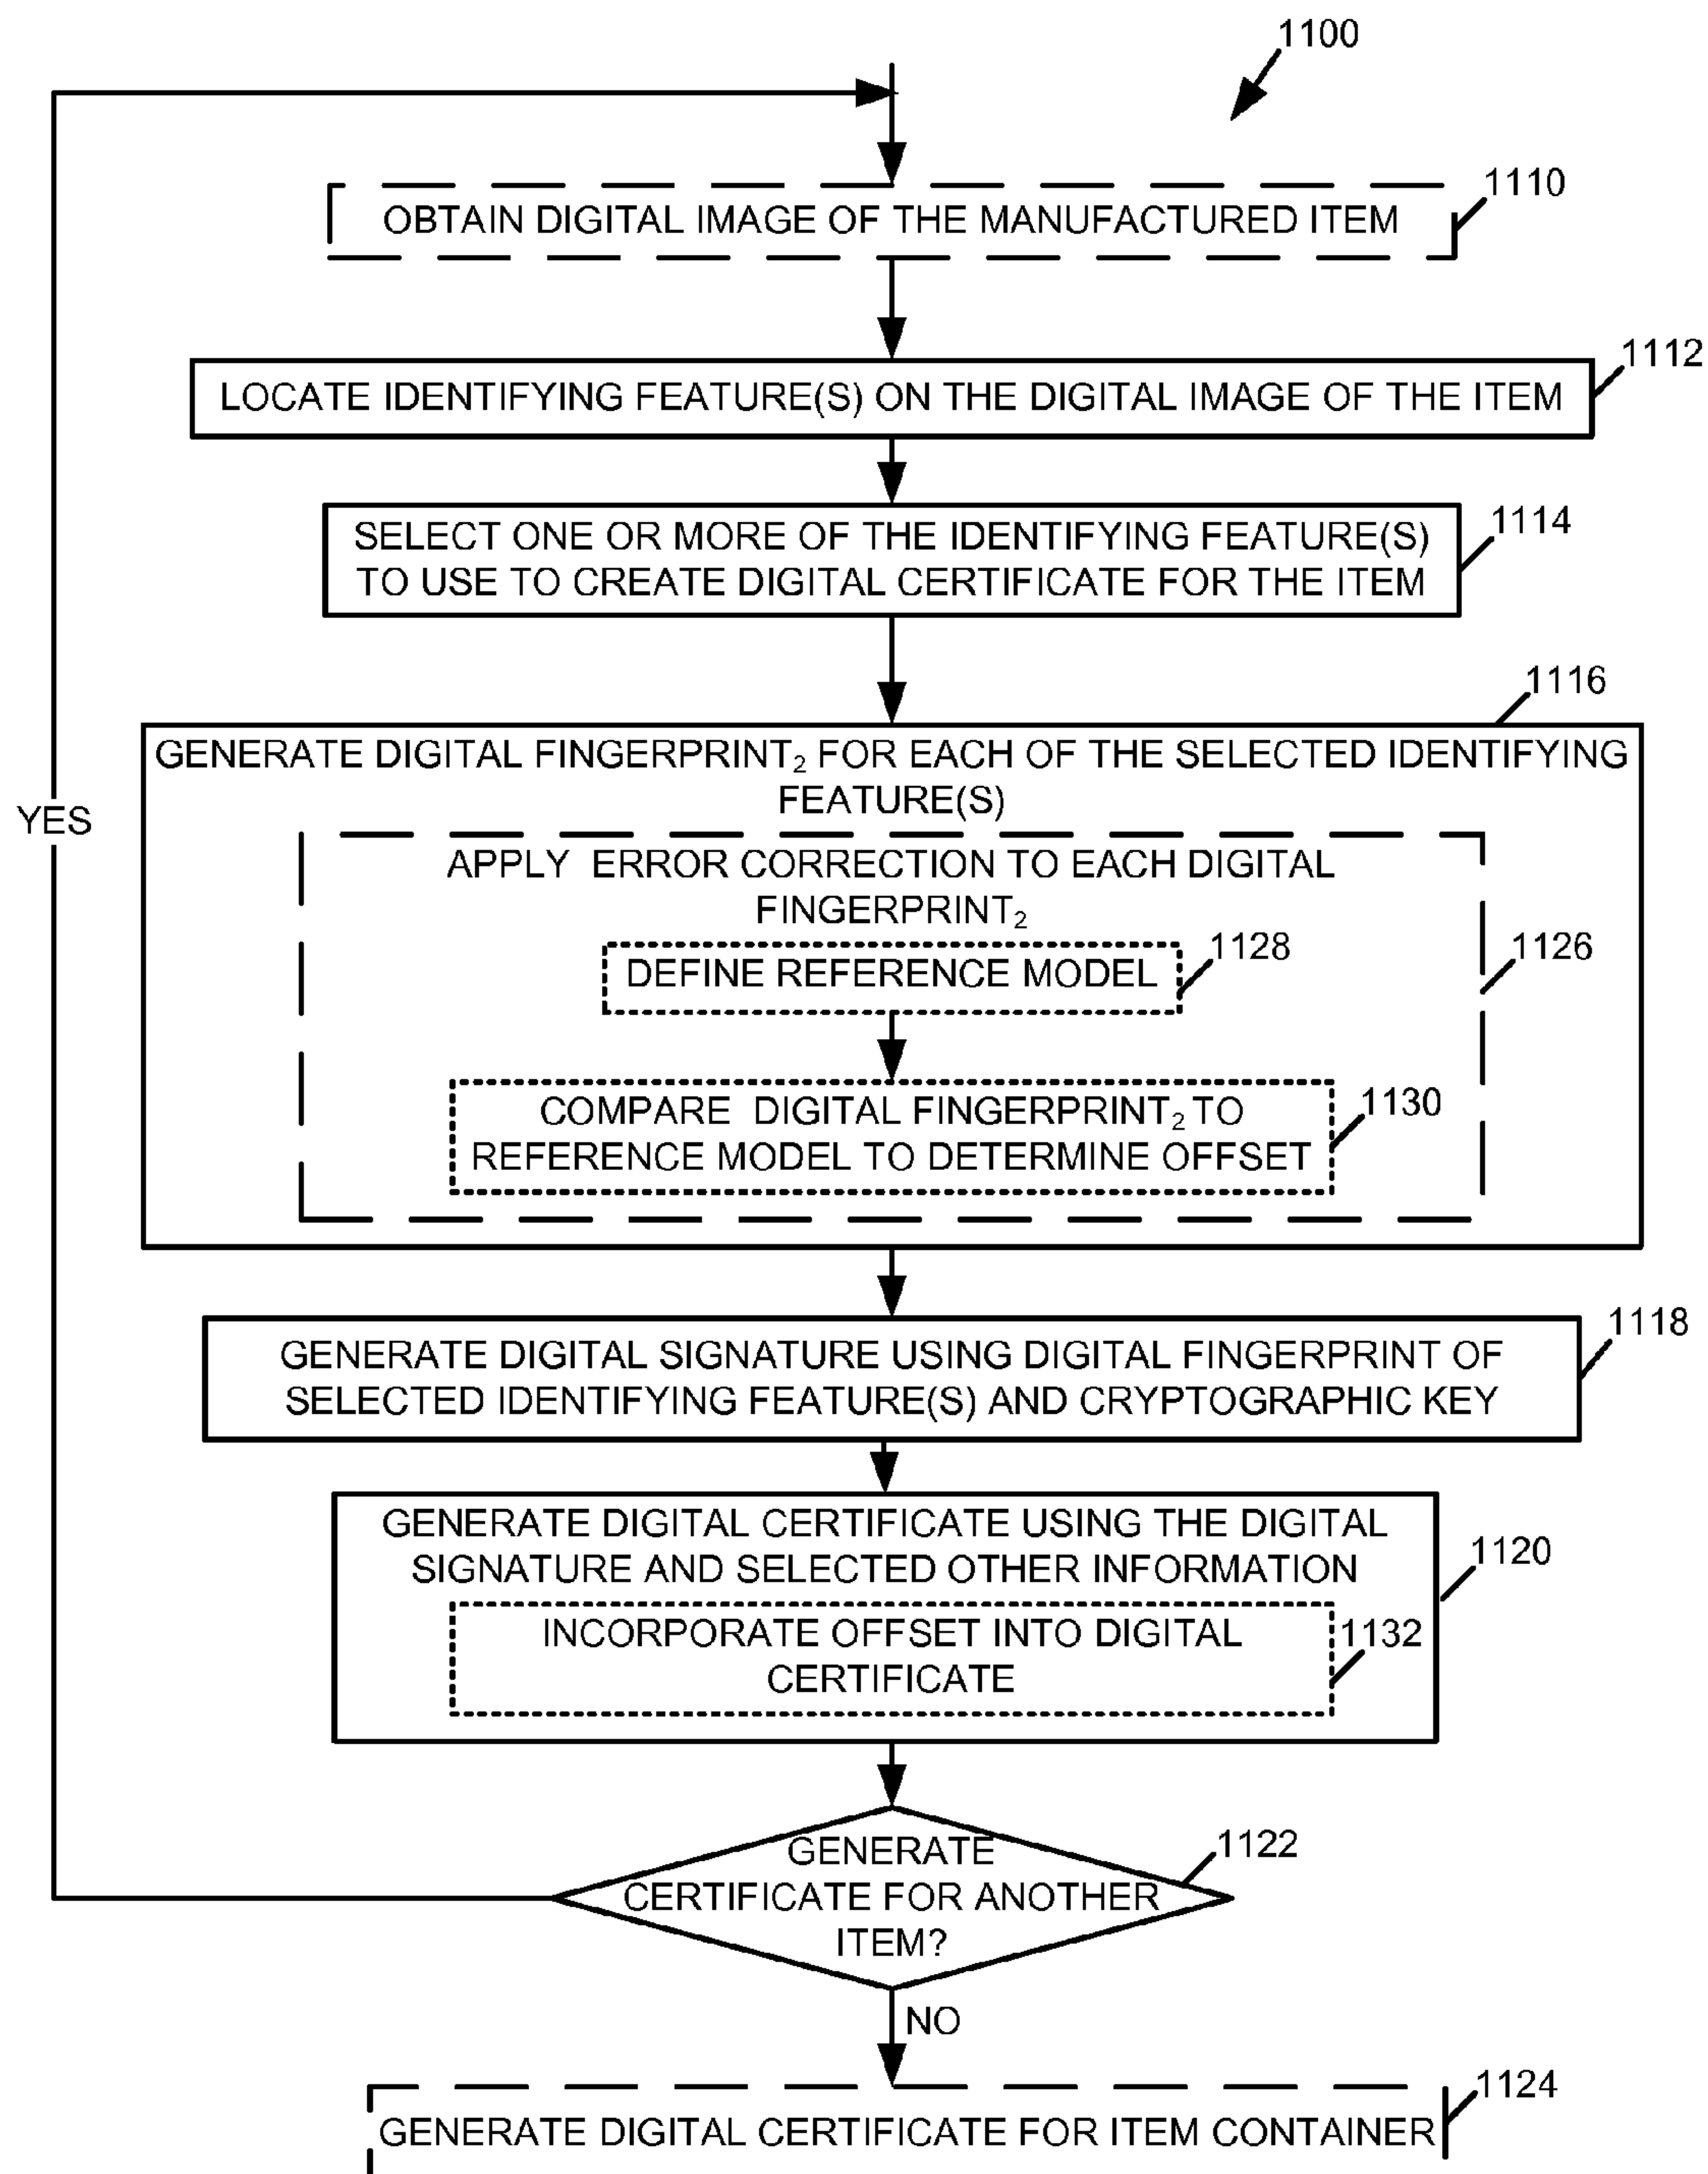 1100
1110
OBTAIN DIGITAL IMAGE OF THE MANUFACTURED ITEM
1112
LOCATE IDENTIFYING FEATURE(S) ON THE DIGITAL IMAGE OF THE ITEM
1114
SELECT ONE OR MORE OF THE IDENTIFYING FEATURE(S)
TO USE TO CREATE DIGITAL CERTIFICATE FOR THE ITEM
1116
GENERATE DIGITAL FINGERPRINT₂ FOR EACH OF THE SELECTED IDENTIFYING
FEATURE(S)
YES
APPLY ERROR CORRECTION TO EACH DIGITAL
FINGERPRINT₂
1128
1126
DEFINE REFERENCE MODEL
1130
COMPARE DIGITAL FINGERPRINT₂ TO
REFERENCE MODEL TO DETERMINE OFFSET
1118
GENERATE DIGITAL SIGNATURE USING DIGITAL FINGERPRINT OF
SELECTED IDENTIFYING FEATURE(S) AND CRYPTOGRAPHIC KEY
GENERATE DIGITAL CERTIFICATE USING THE DIGITAL
SIGNATURE AND SELECTED OTHER INFORMATION
1120
INCORPORATE OFFSET INTO DIGITAL
CERTIFICATE
1132
1122
GENERATE
CERTIFICATE FOR ANOTHER
ITEM?
NO
1124
GENERATE DIGITAL CERTIFICATE FOR ITEM CONTAINER